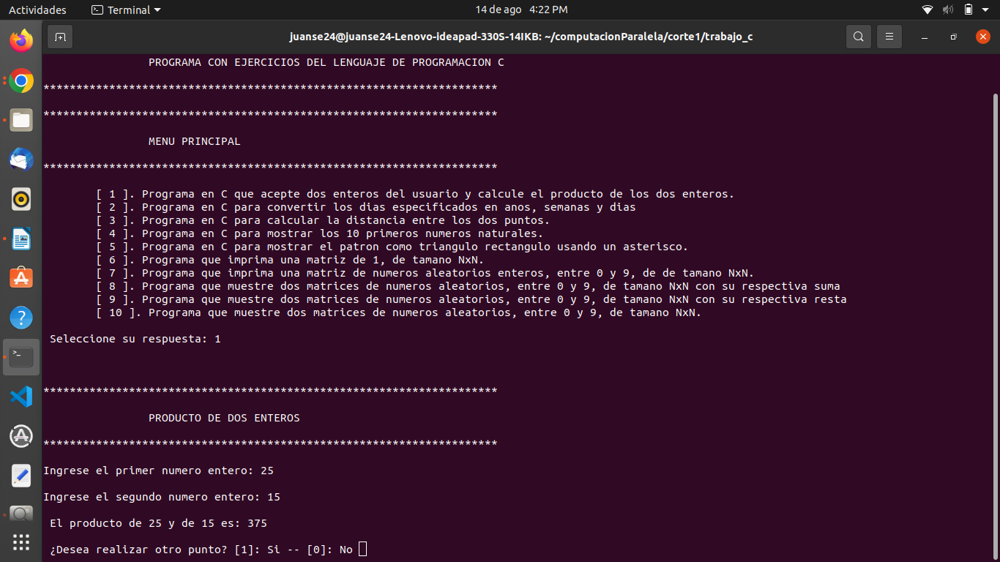 Actividades Terminal 14 de ago 4:22 PM
juanse24@juanse24-Lenovo-ideapad-330S-14IKB: ~/computacionParalela/corte1/trabajo_c
PROGRAMA CON EJERCICIOS DEL LENGUAJE DE PROGRAMACION C
*********************************************************************
*********************************************************************
MENU PRINCIPAL
*********************************************************************
[ 1 ]. Programa en C que acepte dos enteros del usuario y calcule el producto de los dos enteros.
[ 2 ]. Programa en C para convertir los dias especificados en anos, semanas y dias
[ 3 ]. Programa en C para calcular la distancia entre los dos puntos.
[ 4 ]. Programa en C para mostrar los 10 primeros numeros naturales.
[ 5 ]. Programa en C para mostrar el patron como triangulo rectangulo usando un asterisco.
[ 6 ]. Programa que imprima una matriz de 1, de tamano NxN.
[ 7 ]. Programa que imprima una matriz de numeros aleatorios enteros, entre 0 y 9, de de tamano NxN.
[ 8 ]. Programa que muestre dos matrices de numeros aleatorios, entre 0 y 9, de tamano NxN con su respectiva suma
[ 9 ]. Programa que muestre dos matrices de numeros aleatorios, entre 0 y 9, de tamano NxN con su respectiva resta
[ 10 ]. Programa que muestre dos matrices de numeros aleatorios, entre 0 y 9, de tamano NxN.
Seleccione su respuesta: 1
*********************************************************************
PRODUCTO DE DOS ENTEROS
*********************************************************************
Ingrese el primer numero entero: 25
Ingrese el segundo numero entero: 15
El producto de 25 y de 15 es: 375
¿Desea realizar otro punto? [1]: Si -- [0]: No